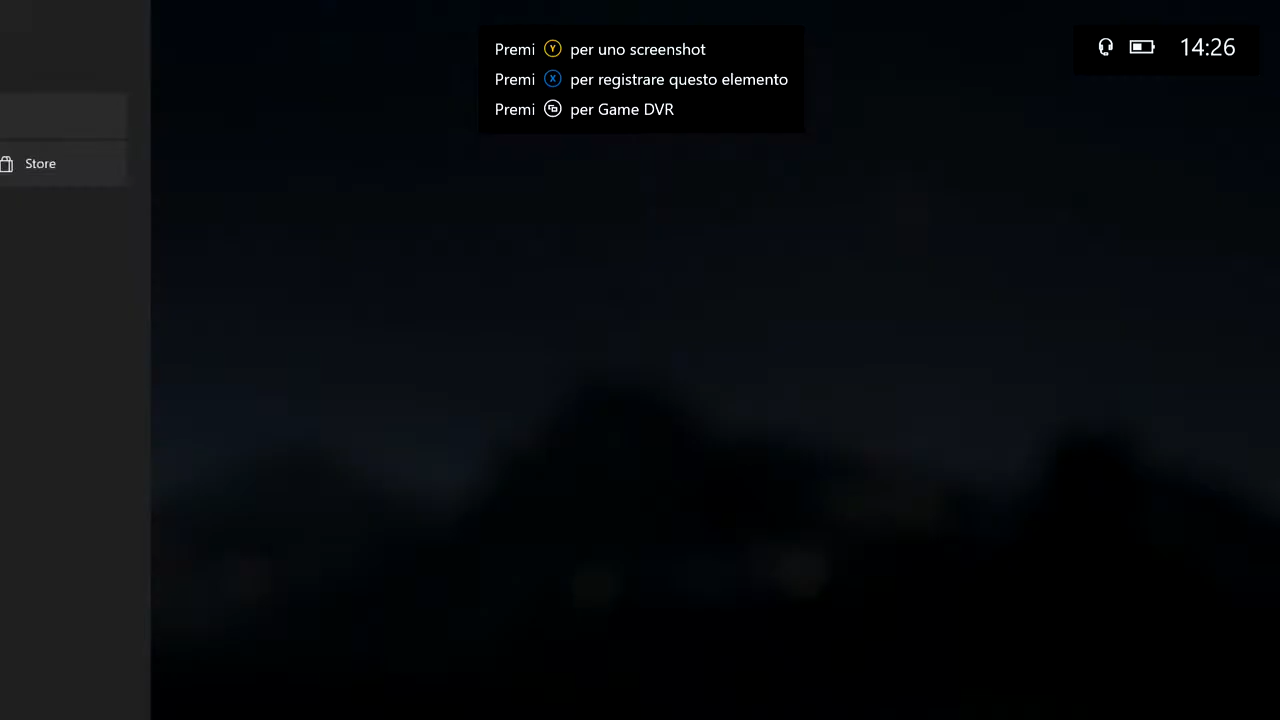 Premi Y per uno screenshot
Premi X per registrare questo elemento
Premi per Game DVR
14:26
Store